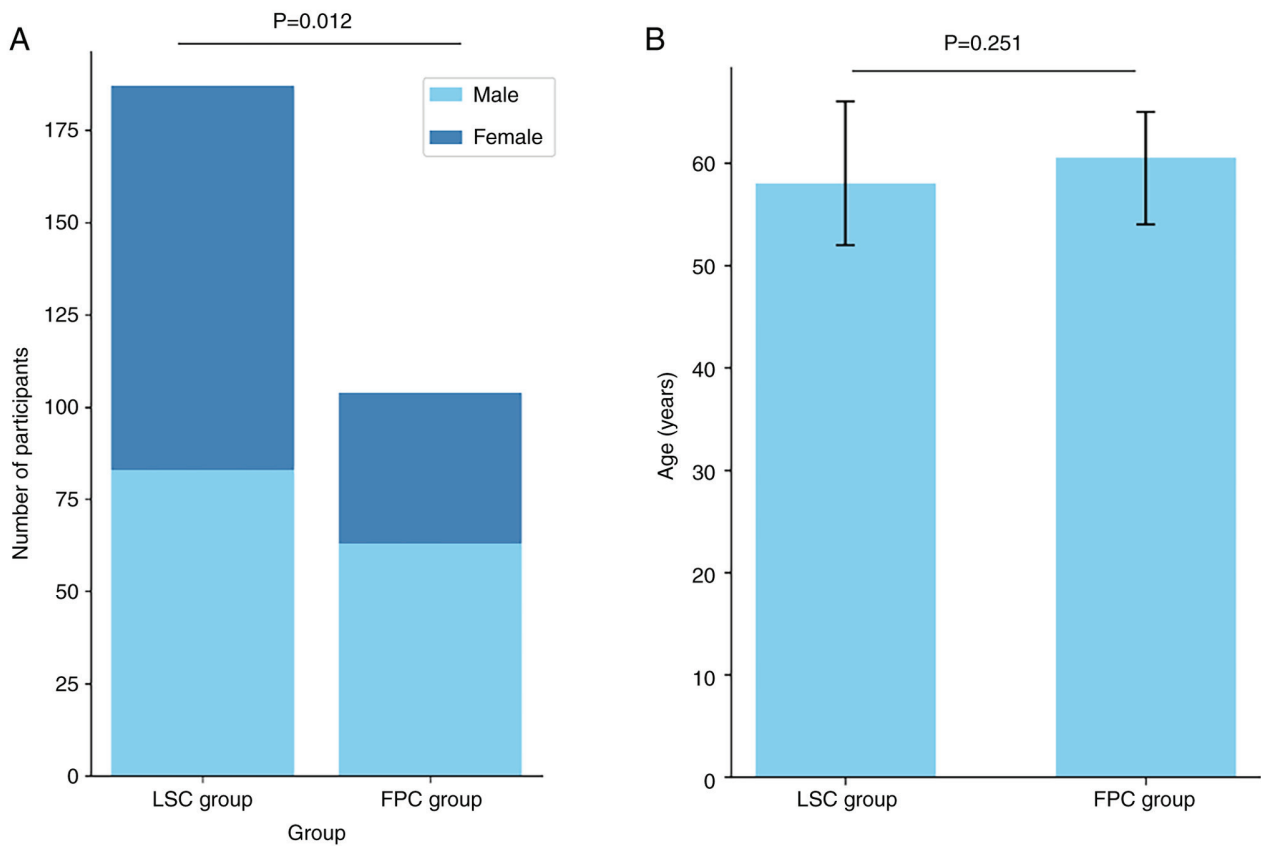 A
P=0.012
Male
Female
Number of participants
175
150
125
100
75
50
25
0
LSC group
FPC group
Group
B
P=0.251
Age (years)
60
50
40
30
20
10
0
LSC group
FPC group